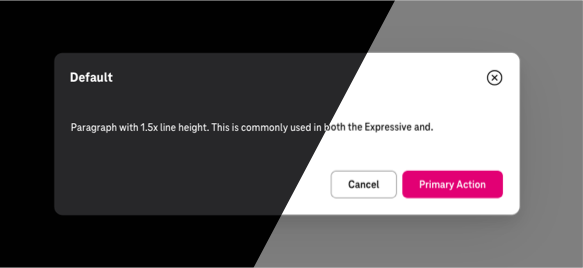 Default
Paragraph with 1.5x line height. This is commonly used in both the Expressive and.
Cancel
Primary Action